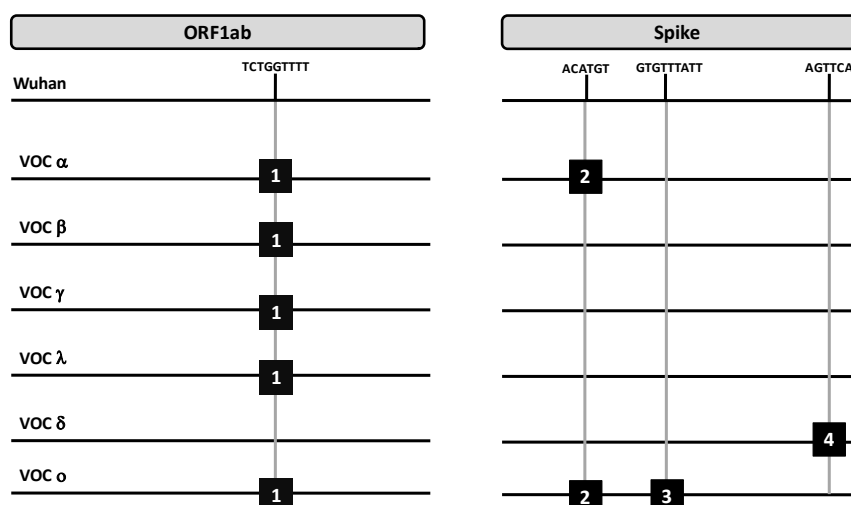 ORF1ab Spike
TCTGGTTTT ACATGT GTGTTTATT AGTTCA
Wuhan
VOC α 1 2
VOC β 1
VOC γ 1
VOC λ 1
VOC δ 4
VOC ο 1 2 3